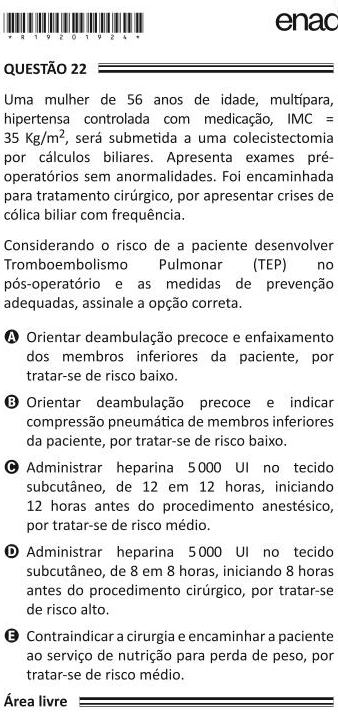 enad
* R 1 9 2 0 1 9 2 4 *
QUESTÃO 22
Uma mulher de 56 anos de idade, multípara,
hipertensa controlada com medicação, IMC =
35 Kg/m², será submetida a uma colecistectomia
por cálculos biliares. Apresenta exames pré-
operatórios sem anormalidades. Foi encaminhada
para tratamento cirúrgico, por apresentar crises de
cólica biliar com frequência.
Considerando o risco de a paciente desenvolver
Tromboembolismo Pulmonar (TEP) no
pós-operatório e as medidas de prevenção
adequadas, assinale a opção correta.
A Orientar deambulação precoce e enfaixamento
dos membros inferiores da paciente, por
tratar-se de risco baixo.
B Orientar deambulação precoce e indicar
compressão pneumática de membros inferiores
da paciente, por tratar-se de risco baixo.
C Administrar heparina 5 000 UI no tecido
subcutâneo, de 12 em 12 horas, iniciando
12 horas antes do procedimento anestésico,
por tratar-se de risco médio.
D Administrar heparina 5 000 UI no tecido
subcutâneo, de 8 em 8 horas, iniciando 8 horas
antes do procedimento cirúrgico, por tratar-se
de risco alto.
E Contraindicar a cirurgia e encaminhar a paciente
ao serviço de nutrição para perda de peso, por
tratar-se de risco médio.
Área livre